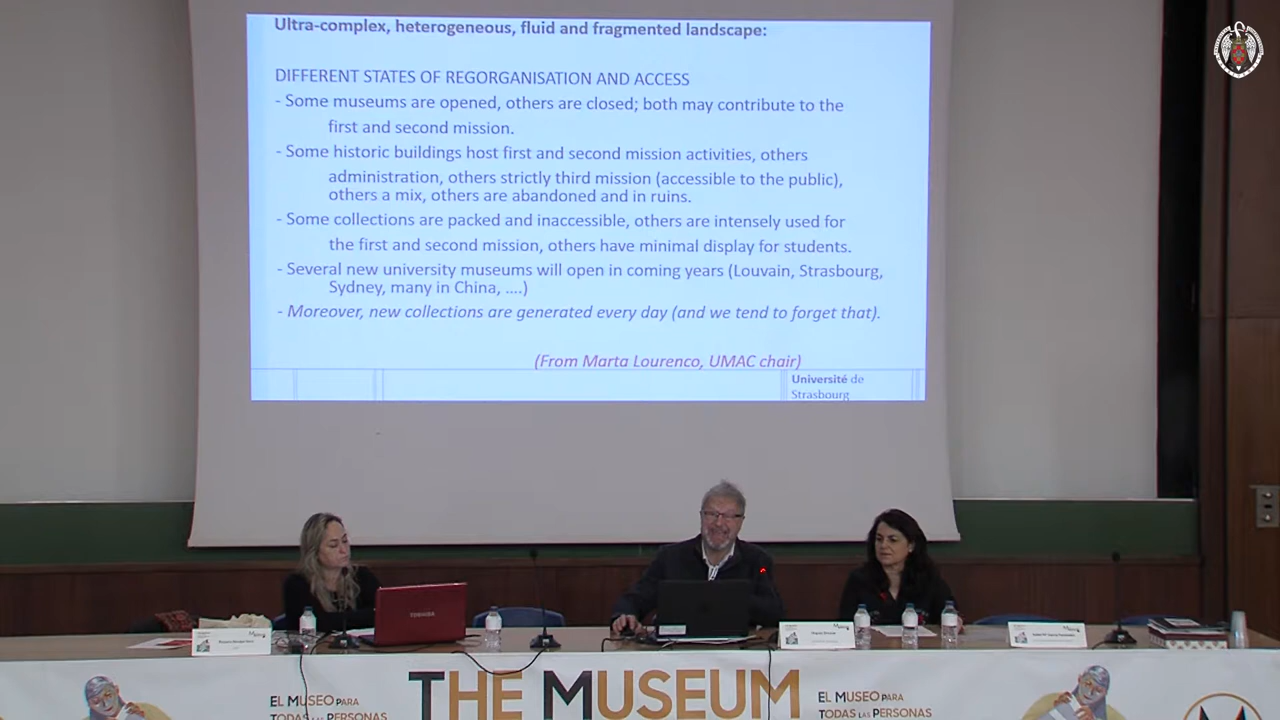 Ultra-complex, heterogeneous, fluid and fragmented landscape:
DIFFERENT STATES OF REGORGANISATION AND ACCESS
- Some museums are opened, others are closed; both may contribute to the
first and second mission.
- Some historic buildings host first and second mission activities, others
administration, others strictly third mission (accessible to the public),
others a mix, others are abandoned and in ruins.
- Some collections are packed and inaccessible, others are intensely used for
the first and second mission, others have minimal display for students.
- Several new university museums will open in coming years (Louvain, Strasbourg,
Sydney, many in China, ....)
- Moreover, new collections are generated every day (and we tend to forget that).
(From Marta Lourenco, UMAC chair)
Université de
Strasbourg
TOSHIBA
EL MUSEO PARA
TODAS LAS PERSONAS
THE MUSEUM
EL MUSEO PARA
TODAS LAS PERSONAS